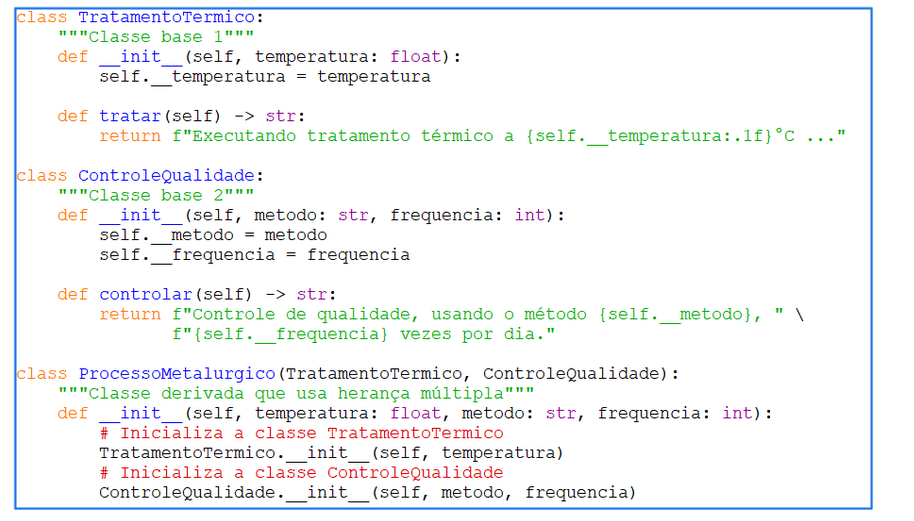 class TratamentoTermico:
    """Classe base 1"""
    def __init__(self, temperatura: float):
        self.__temperatura = temperatura

    def tratar(self) -> str:
        return f"Executando tratamento térmico a {self.__temperatura:.1f}°C ..."

class ControleQualidade:
    """Classe base 2"""
    def __init__(self, metodo: str, frequencia: int):
        self.__metodo = metodo
        self.__frequencia = frequencia

    def controlar(self) -> str:
        return f"Controle de qualidade, usando o método {self.__metodo}, " \
               f"{self.__frequencia} vezes por dia."

class ProcessoMetalurgico(TratamentoTermico, ControleQualidade):
    """Classe derivada que usa herança múltipla"""
    def __init__(self, temperatura: float, metodo: str, frequencia: int):
        # Inicializa a classe TratamentoTermico
        TratamentoTermico.__init__(self, temperatura)
        # Inicializa a classe ControleQualidade
        ControleQualidade.__init__(self, metodo, frequencia)